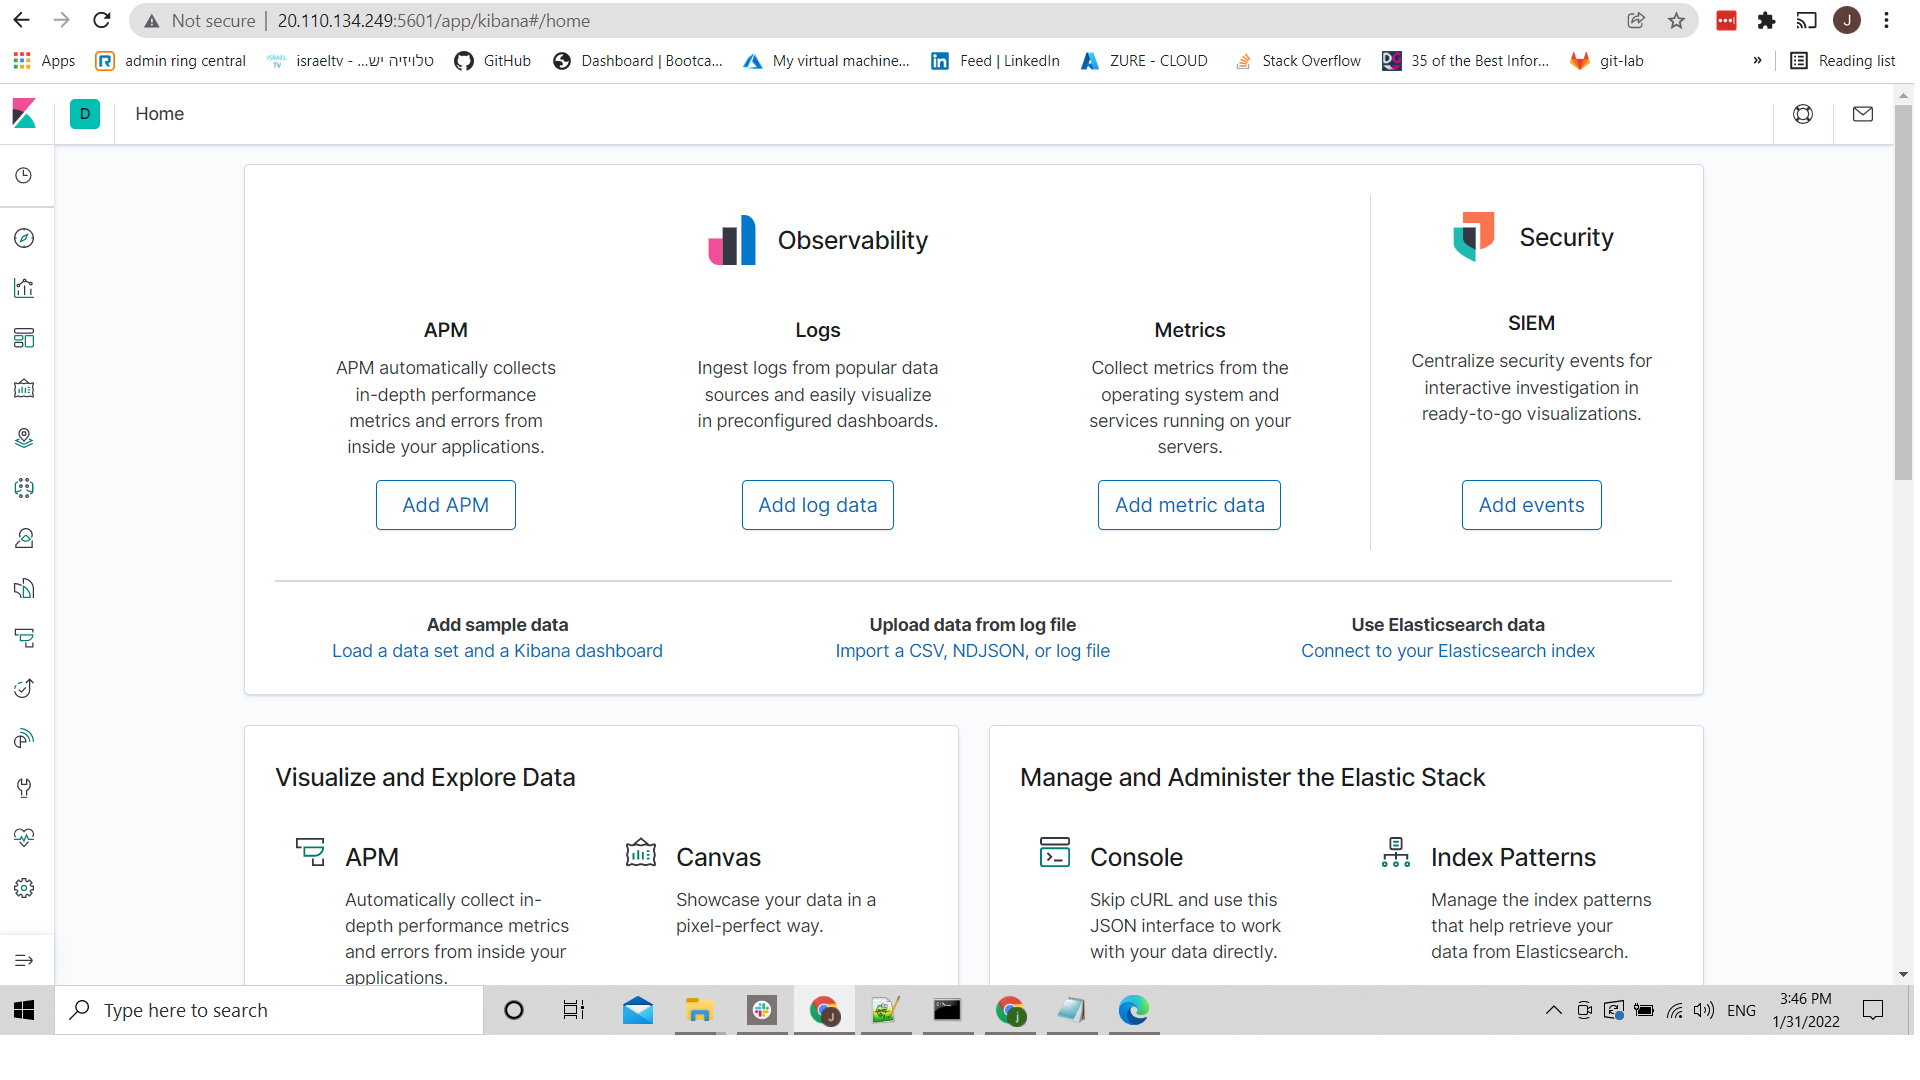 Not secure | 20.110.134.249:5601/app/kibana#/home
J
Apps
admin ring central
ISRAEL TV
israeltv - ...טלויזיה יש
GitHub
Dashboard | Bootca...
My virtual machine...
Feed | LinkedIn
ZURE - CLOUD
Stack Overflow
DG
35 of the Best Infor...
git-lab
»
Reading list
D
Home
Observability
Security
APM
APM automatically collects
in-depth performance
metrics and errors from
inside your applications.
Add APM
Logs
Ingest logs from popular data
sources and easily visualize
in preconfigured dashboards.
Add log data
Metrics
Collect metrics from the
operating system and
services running on your
servers.
Add metric data
SIEM
Centralize security events for
interactive investigation in
ready-to-go visualizations.
Add events
Add sample data
Load a data set and a Kibana dashboard
Upload data from log file
Import a CSV, NDJSON, or log file
Use Elasticsearch data
Connect to your Elasticsearch index
Visualize and Explore Data
APM
Automatically collect in-
depth performance metrics
and errors from inside your
applications.
Canvas
Showcase your data in a
pixel-perfect way.
Manage and Administer the Elastic Stack
Console
Skip cURL and use this
JSON interface to work
with your data directly.
Index Patterns
Manage the index patterns
that help retrieve your
data from Elasticsearch.
Type here to search
J
j
ENG
3:46 PM
1/31/2022